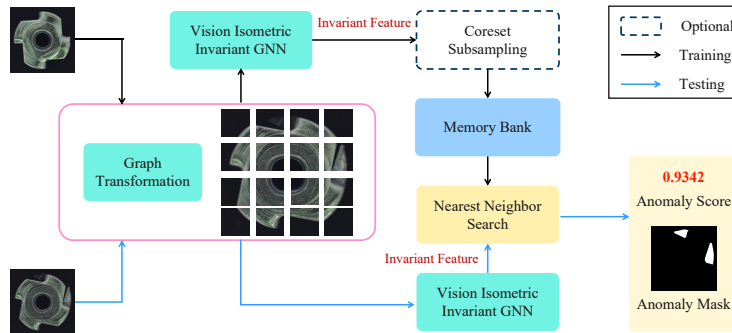 Vision Isometric
Invariant GNN
Invariant Feature
Coreset
Subsampling
Optional
Training
Testing
Graph
Transformation
Memory Bank
Nearest Neighbor
Search
0.9342
Anomaly Score
Invariant Feature
Vision Isometric
Invariant GNN
Anomaly Mask